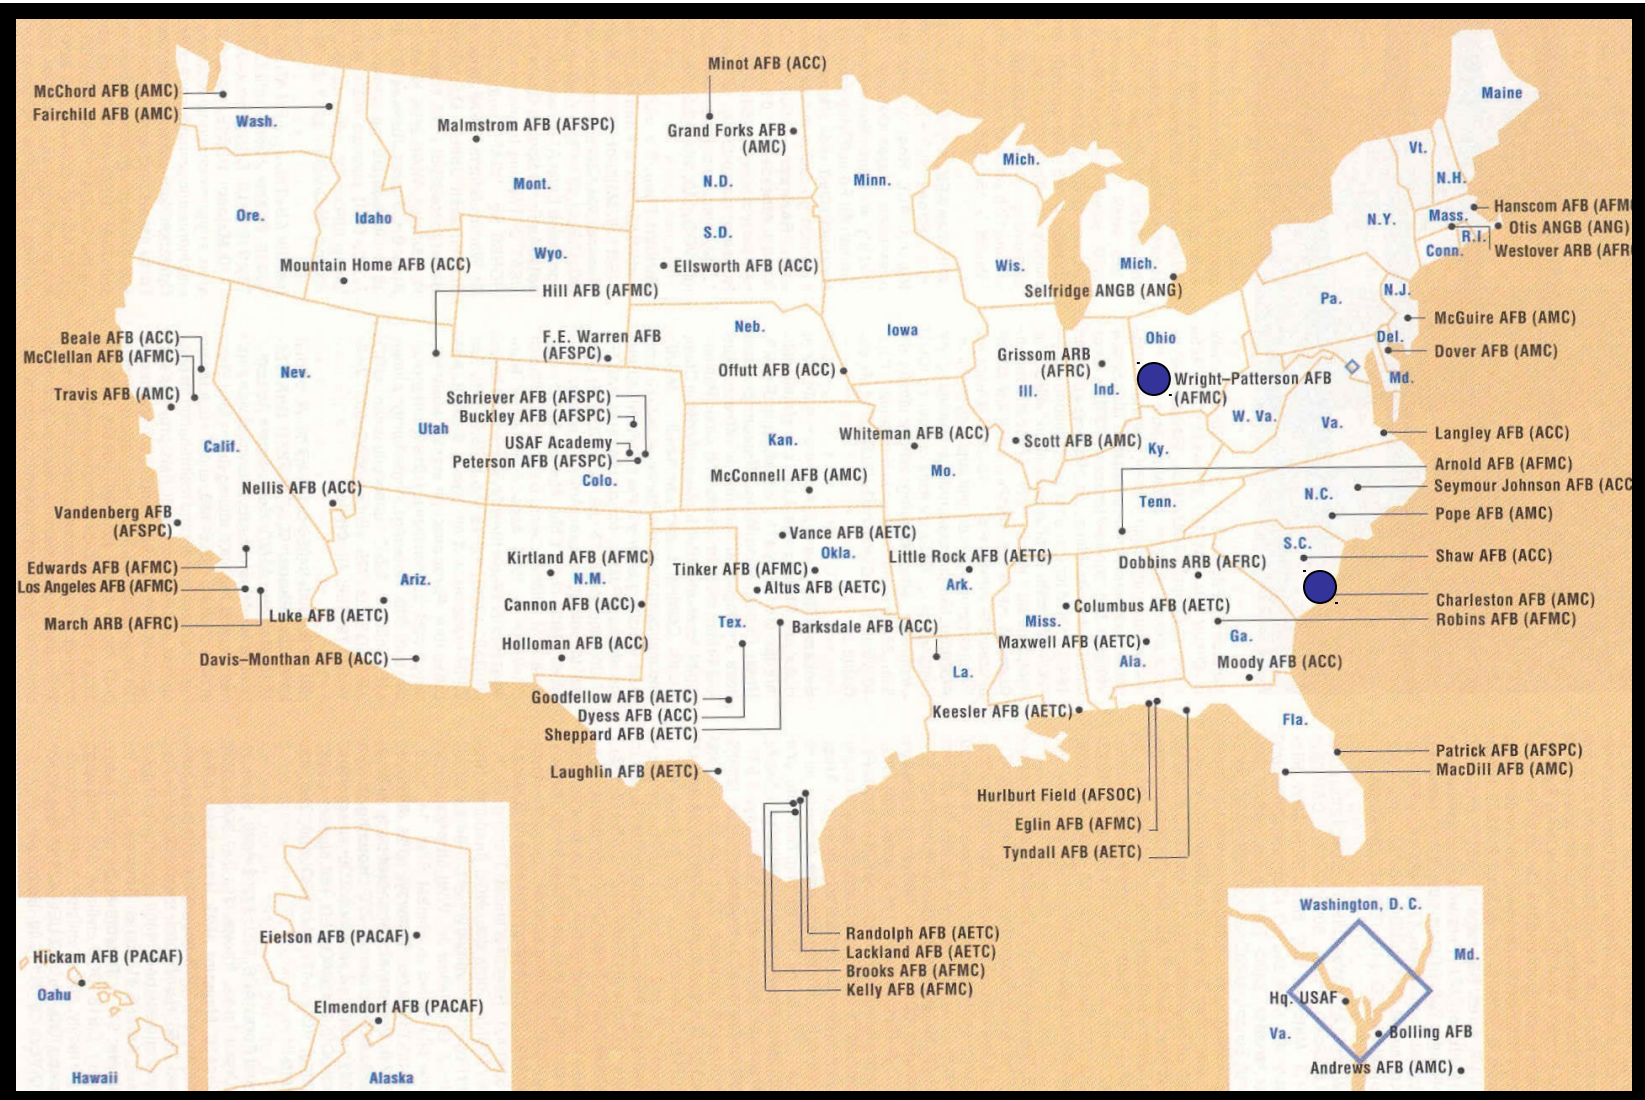 Minot AFB (ACC)
McChord AFB (AMC)
Fairchild AFB (AMC)
Wash.
Malmstrom AFB (AFSPC)
Grand Forks AFB
(AMC)
Maine
Mont.
N.D.
Minn.
Mich.
Vt.
N.H.
Ore.
Idaho
S.D.
N.Y.
Mass.
Hanscom AFB (AFM
Otis ANGB (ANG)
R.I.
Conn.
Westover ARB (AFR
Wyo.
Mountain Home AFB (ACC)
Ellsworth AFB (ACC)
Wis.
Mich.
Selfridge ANGB (ANG)
Hill AFB (AFMC)
Pa.
N.J.
McGuire AFB (AMC)
Beale AFB (ACC)
McClellan AFB (AFMC)
Travis AFB (AMC)
Nev.
F.E. Warren AFB
(AFSPC)
Neb.
Iowa
Ohio
Del.
Dover AFB (AMC)
Md.
Offutt AFB (ACC)
Grissom ARB
(AFRC)
Ill.
Ind.
Wright–Patterson AFB
(AFMC)
W. Va.
Va.
Langley AFB (ACC)
Schriever AFB (AFSPC)
Buckley AFB (AFSPC)
USAF Academy
Peterson AFB (AFSPC)
Colo.
Utah
Calif.
Kan.
Whiteman AFB (ACC)
Scott AFB (AMC)
Ky.
McConnell AFB (AMC)
Mo.
Arnold AFB (AFMC)
Seymour Johnson AFB (ACC
N.C.
Pope AFB (AMC)
Tenn.
Nellis AFB (ACC)
Vandenberg AFB
(AFSPC)
Edwards AFB (AFMC)
Los Angeles AFB (AFMC)
March ARB (AFRC)
Luke AFB (AETC)
Ariz.
Davis–Monthan AFB (ACC)
Kirtland AFB (AFMC)
N.M.
Cannon AFB (ACC)
Holloman AFB (ACC)
Vance AFB (AETC)
Okla.
Tinker AFB (AFMC)
Altus AFB (AETC)
Little Rock AFB (AETC)
Ark.
Dobbins ARB (AFRC)
S.C.
Shaw AFB (ACC)
Charleston AFB (AMC)
Robins AFB (AFMC)
Tex.
Barksdale AFB (ACC)
Columbus AFB (AETC)
Miss.
Maxwell AFB (AETC)
Ala.
Ga.
Moody AFB (ACC)
La.
Goodfellow AFB (AETC)
Dyess AFB (ACC)
Sheppard AFB (AETC)
Keesler AFB (AETC)
Fla.
Laughlin AFB (AETC)
Patrick AFB (AFSPC)
MacDill AFB (AMC)
Hurlburt Field (AFSOC)
Eglin AFB (AFMC)
Tyndall AFB (AETC)
Randolph AFB (AETC)
Lackland AFB (AETC)
Brooks AFB (AFMC)
Kelly AFB (AFMC)
Hickam AFB (PACAF)
Oahu
Hawaii
Eielson AFB (PACAF)
Elmendorf AFB (PACAF)
Alaska
Washington, D. C.
Md.
Hq. USAF
Va.
Bolling AFB
Andrews AFB (AMC)